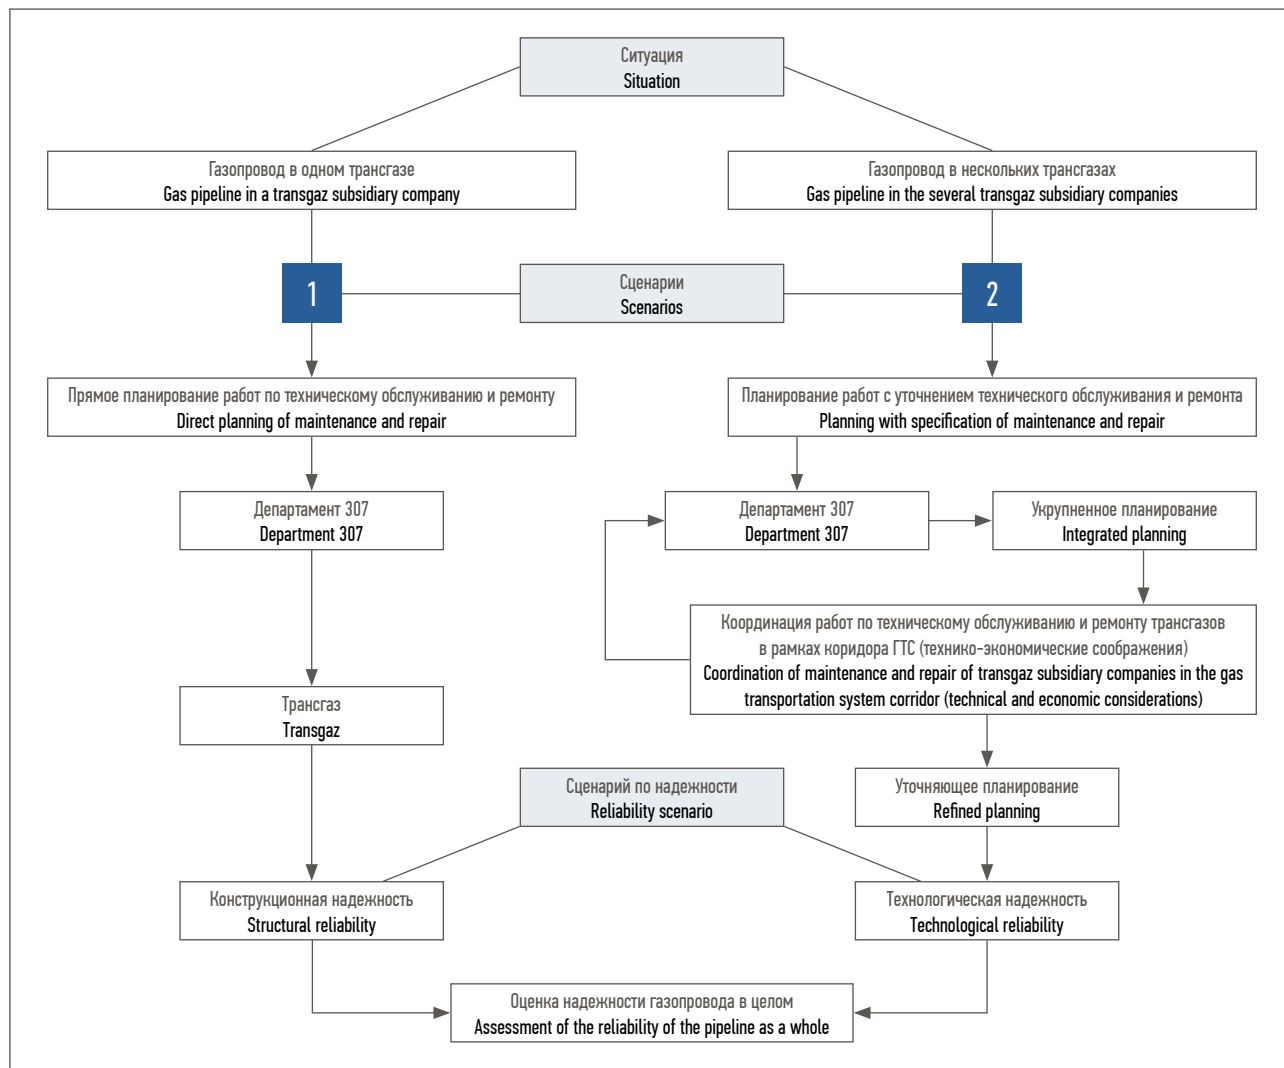 Ситуация
Situation
Газопровод в одном трансгазе
Gas pipeline in a transgaz subsidiary company
Газопровод в нескольких трансгазах
Gas pipeline in the several transgaz subsidiary companies
1
Сценарии
Scenarios
2
Прямое планирование работ по техническому обслуживанию и ремонту
Direct planning of maintenance and repair
Планирование работ с уточнением технического обслуживания и ремонта
Planning with specification of maintenance and repair
Департамент 307
Department 307
Департамент 307
Department 307
Укрупненное планирование
Integrated planning
Координация работ по техническому обслуживанию и ремонту трансгазов
в рамках коридора ГТС (технико-экономические соображения)
Coordination of maintenance and repair of transgaz subsidiary companies in the gas
transportation system corridor (technical and economic considerations)
Трансгаз
Transgaz
Сценарий по надежности
Reliability scenario
Уточняющее планирование
Refined planning
Конструкционная надежность
Structural reliability
Технологическая надежность
Technological reliability
Оценка надежности газопровода в целом
Assessment of the reliability of the pipeline as a whole